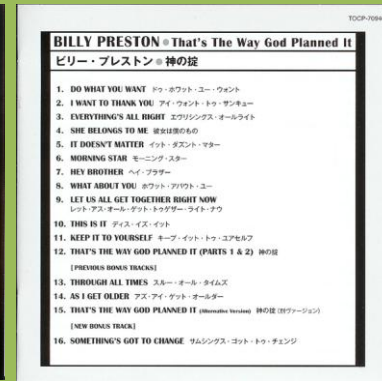 TOCP-7094
BILLY PRESTON ● That's The Way God Planned It
ビリー・プレストン ● 神の掟
1. DO WHAT YOU WANT ドゥ・ホワット・ユー・ウォント
2. I WANT TO THANK YOU アイ・ウォント・トゥ・サンキュー
3. EVERYTHING'S ALL RIGHT エヴリシングス・オールライト
4. SHE BELONGS TO ME 彼女は僕のもの
5. IT DOESN'T MATTER イット・ダズント・マター
6. MORNING STAR モーニング・スター
7. HEY BROTHER ヘイ・ブラザー
8. WHAT ABOUT YOU ホワット・アバウト・ユー
9. LET US ALL GET TOGETHER RIGHT NOW
レット・アス・オール・ゲット・トゥゲザー・ライト・ナウ
10. THIS IS IT ディス・イズ・イット
11. KEEP IT TO YOURSELF キープ・イット・トゥ・ユアセルフ
12. THAT'S THE WAY GOD PLANNED IT (PARTS 1 & 2) 神の掟
[PREVIOUS BONUS TRACKS]
13. THROUGH ALL TIMES スルー・オール・タイムズ
14. AS I GET OLDER アズ・アイ・ゲット・オールダー
15. THAT'S THE WAY GOD PLANNED IT (Alternative Version) 神の掟 (別ヴァージョン)
[NEW BONUS TRACK]
16. SOMETHING'S GOT TO CHANGE サムシングス・ゴット・トゥ・チェンジ